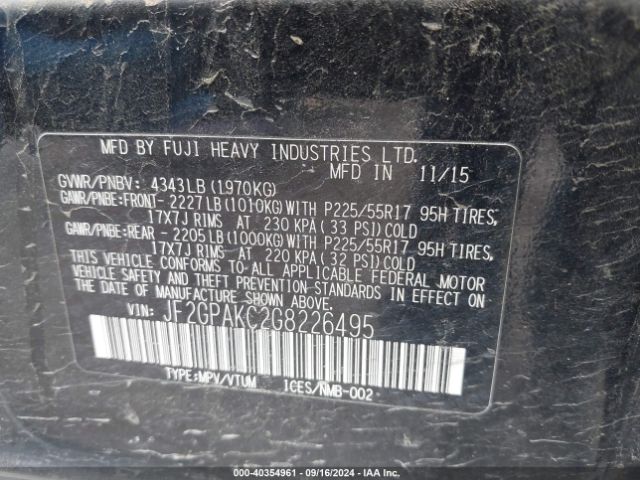 MFD BY FUJI HEAVY INDUSTRIES LTD.
MFD IN 11/15
GVWR/PNBV: 4343LB (1970KG)
GAWR/PNBE:FRONT- 2227LB(1010KG)WITH P225/55R17 95H TIRES,
17X7J RIMS AT 230 KPA( 33 PSI) COLD
GAWR/PNBE:REAR - 2205LB(1000KG)WITH P225/55R17 95H TIRES,
17X7J RIMS AT 220 KPA( 32 PSI) COLD
THIS VEHICLE CONFORMS TO ALL APPLICABLE FEDERAL MOTOR
VEHICLE SAFETY AND THEFT PREVENTION STANDARDS IN EFFECT ON
THE DATE OF MANUFACTURE SHOWN ABOVE.
VIN: JF2GPAKC2G8226495
TYPE:MPV/VTUM ICES/NMB-002
000-40354961 - 09/16/2024 - IAA Inc.